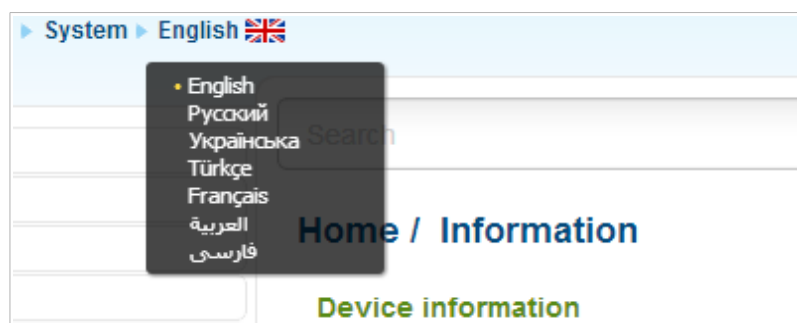 System English
• English
Русский
Українська
Türkçe
Français
العربية
فارسی
Search
Home / Information
Device information